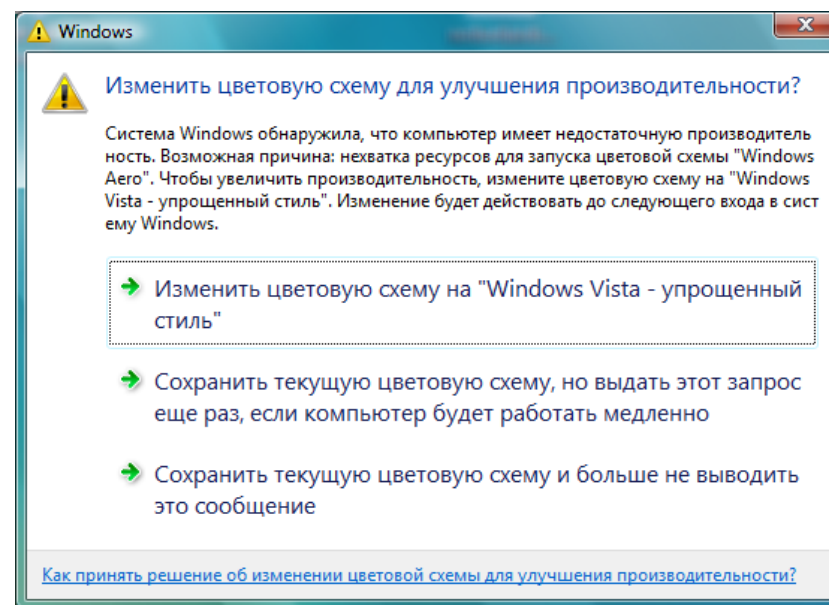 Windows
Изменить цветовую схему для улучшения производительности?
Система Windows обнаружила, что компьютер имеет недостаточную производитель
ность. Возможная причина: нехватка ресурсов для запуска цветовой схемы "Windows
Aero". Чтобы увеличить производительность, измените цветовую схему на "Windows
Vista - упрощенный стиль". Изменение будет действовать до следующего входа в сист
ему Windows.
Изменить цветовую схему на "Windows Vista - упрощенный
стиль"
Сохранить текущую цветовую схему, но выдать этот запрос
еще раз, если компьютер будет работать медленно
Сохранить текущую цветовую схему и больше не выводить
это сообщение
Как принять решение об изменении цветовой схемы для улучшения производительности?